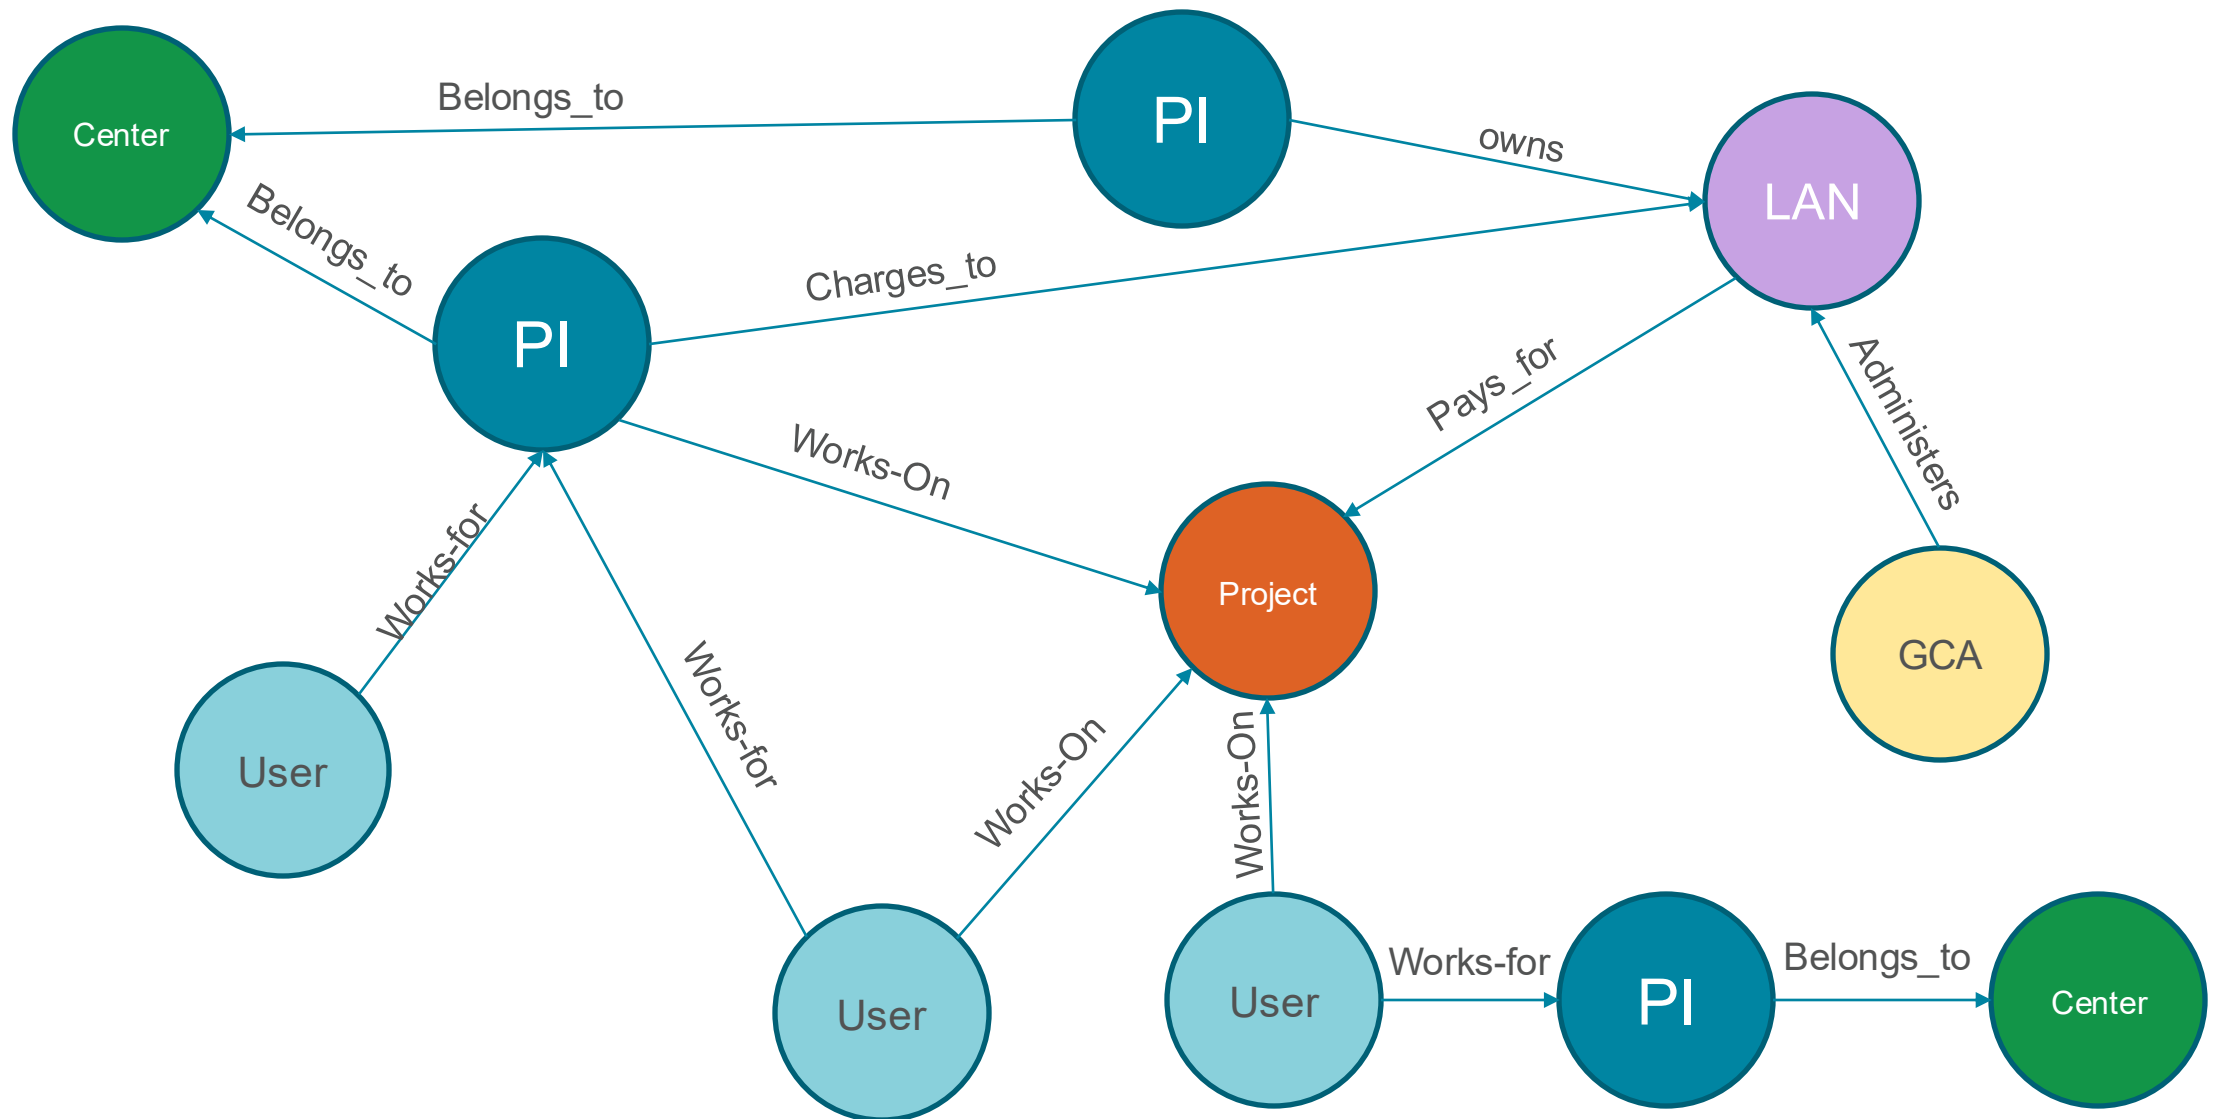 Center
Belongs_to
PI
owns
LAN
Belongs_to
PI
Charges_to
Pays_for
Administers
Works-On
Works-for
Project
GCA
Works-for
Works-On
Works-On
User
User
User
Works-for
PI
Belongs_to
Center